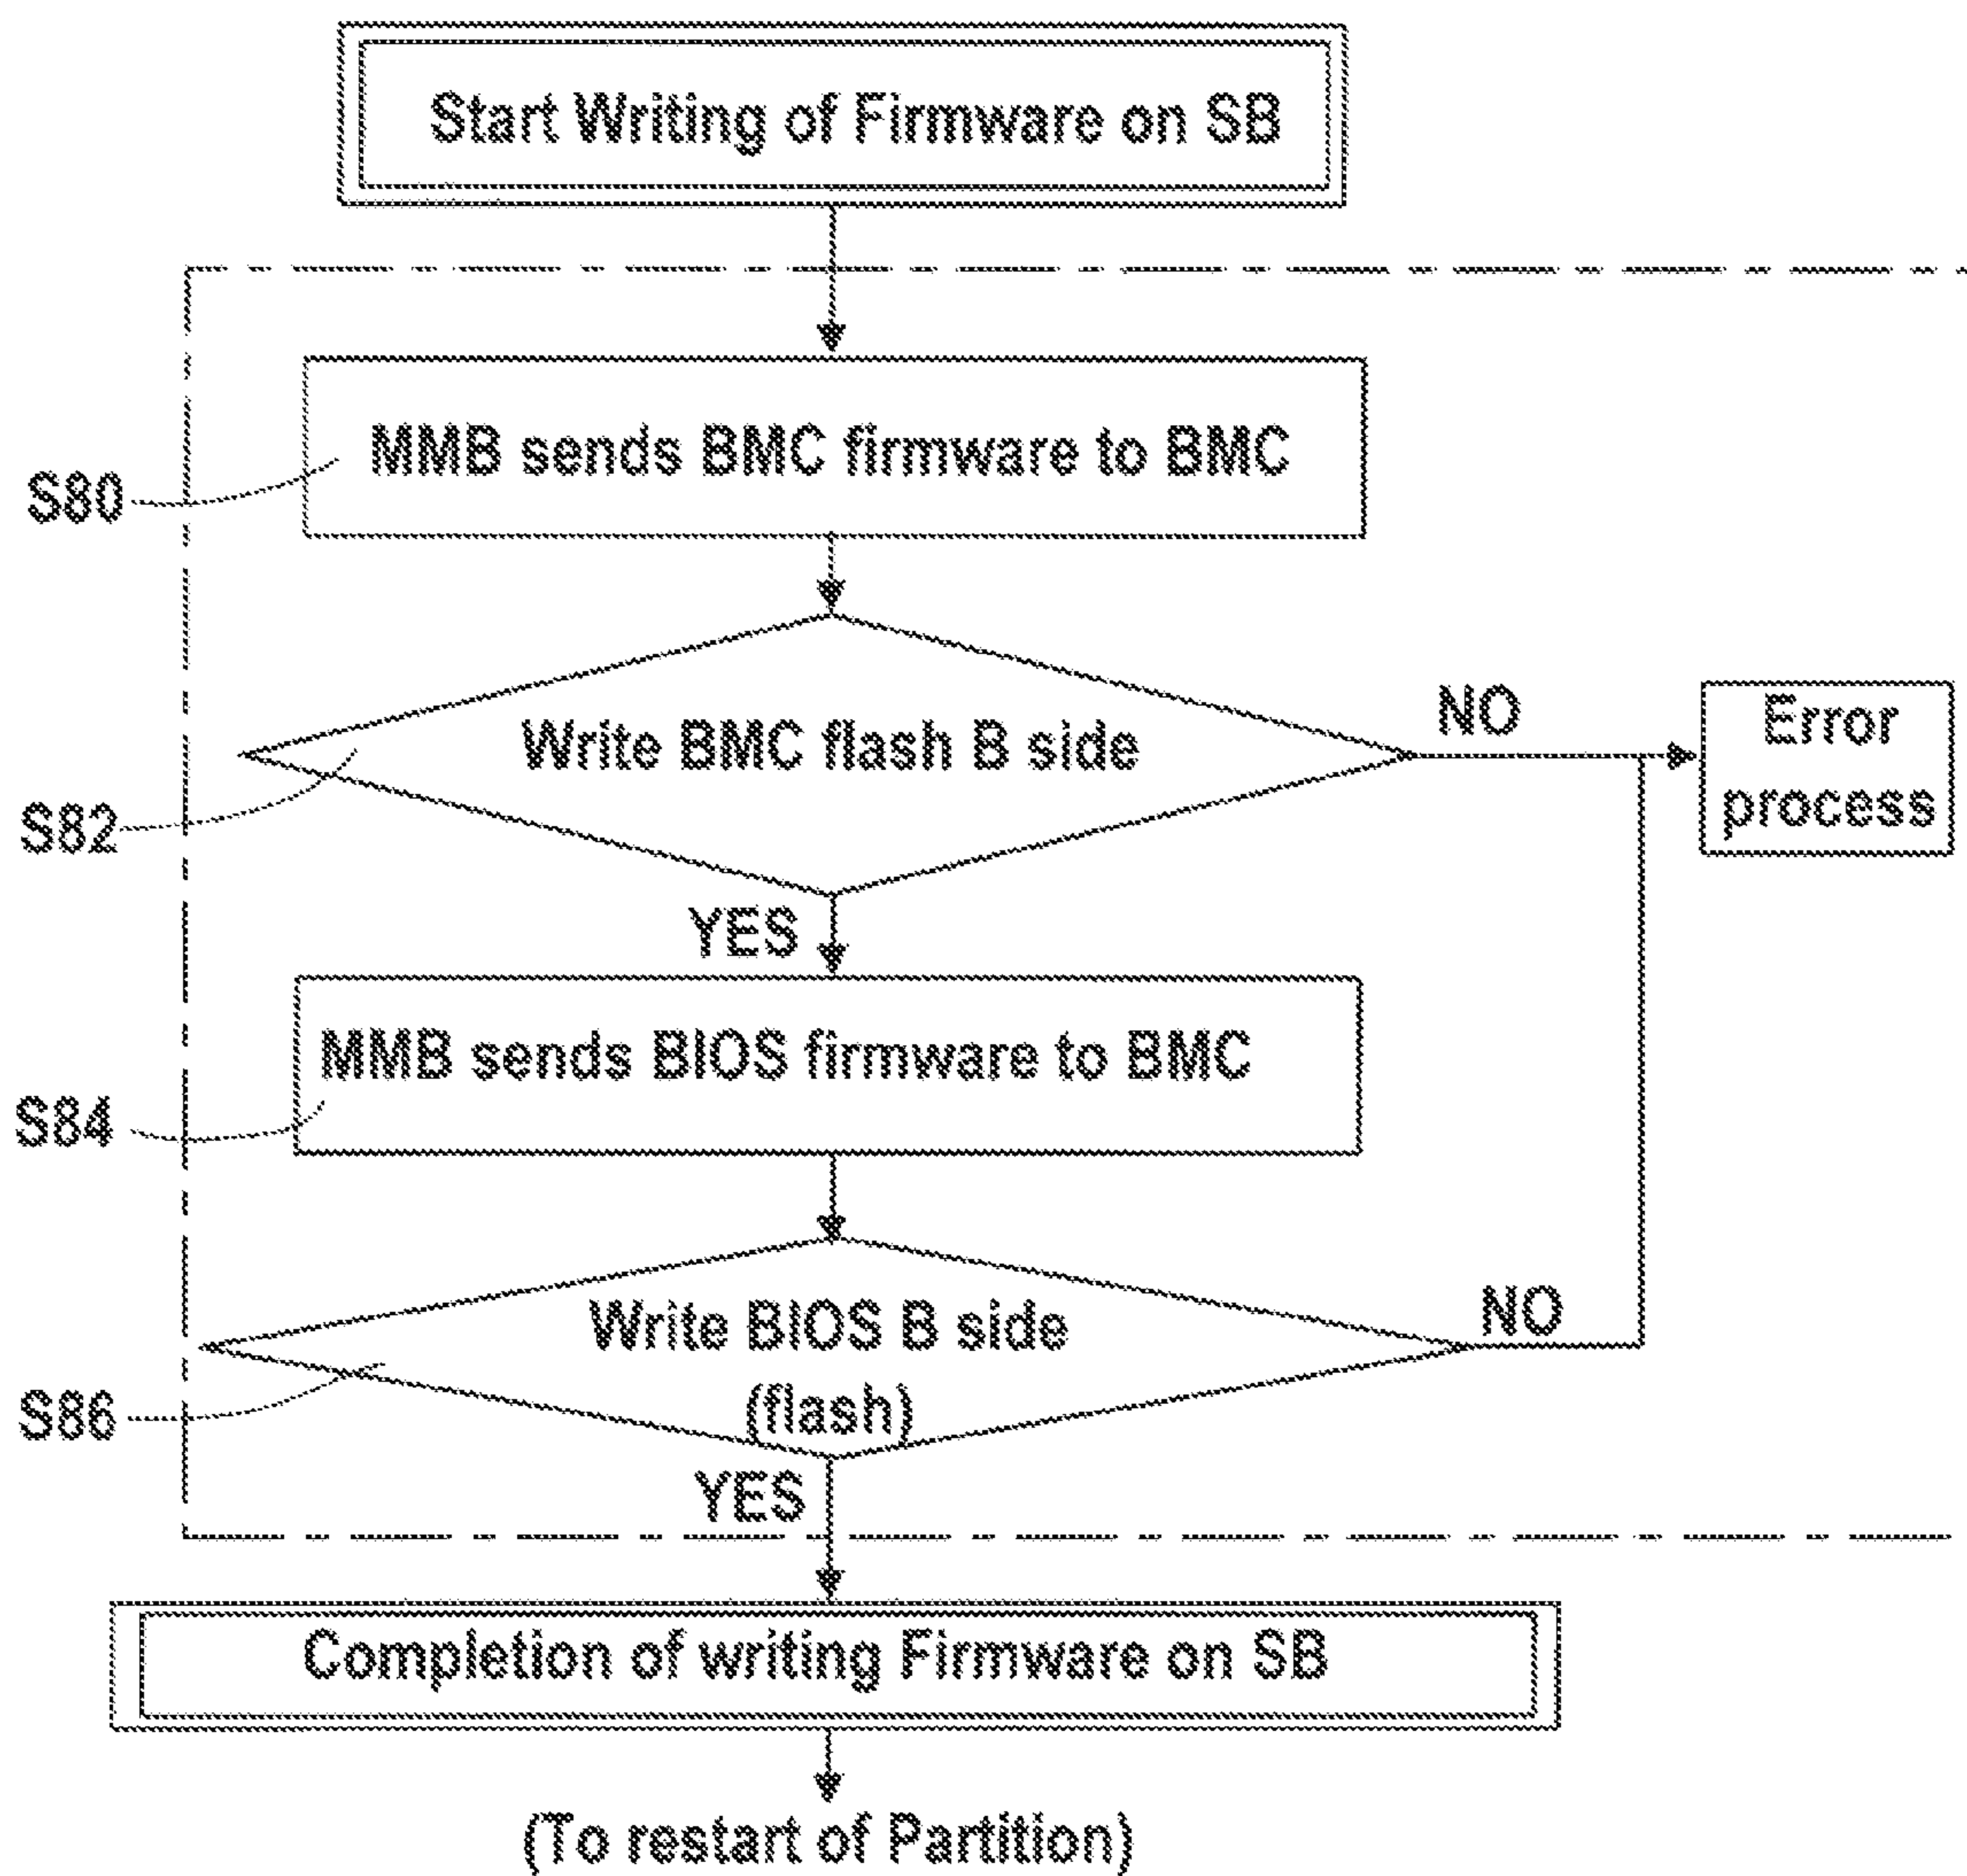 Start Writing of Firmware on SB
MMB sends BMC firmware to BMC
S80
Write BMC flash B side
NO
Error
process
S82
YES
MMB sends BIOS firmware to BMC
S84
Write BIOS B side
(flash)
NO
S86
YES
Completion of writing Firmware on SB
(To restart of Partition)